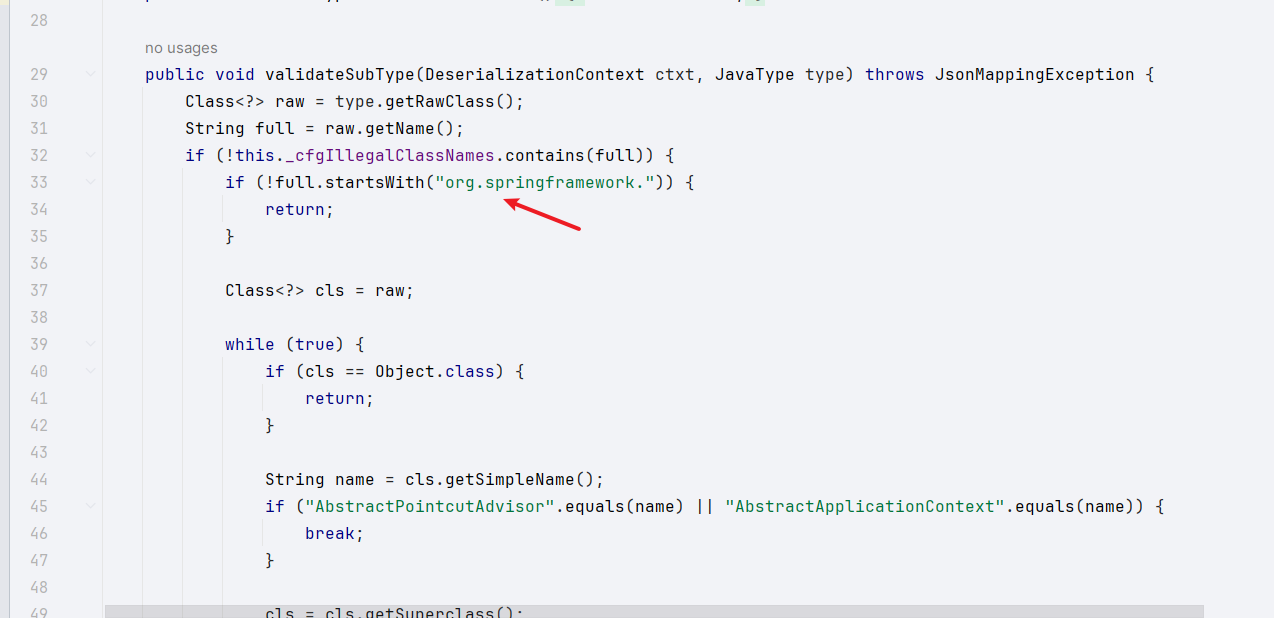 28
no usages
29 public void validateSubType(DeserializationContext ctxt, JavaType type) throws JsonMappingException {
30 Class<?> raw = type.getRawClass();
31 String full = raw.getName();
32 if (!this._cfgIllegalClassNames.contains(full)) {
33 if (!full.startsWith("org.springframework.")) {
34 return;
35 }
36
37 Class<?> cls = raw;
38
39 while (true) {
40 if (cls == Object.class) {
41 return;
42 }
43
44 String name = cls.getSimpleName();
45 if ("AbstractPointcutAdvisor".equals(name) || "AbstractApplicationContext".equals(name)) {
46 break;
47 }
48
49 cls = cls.getSuperclass();